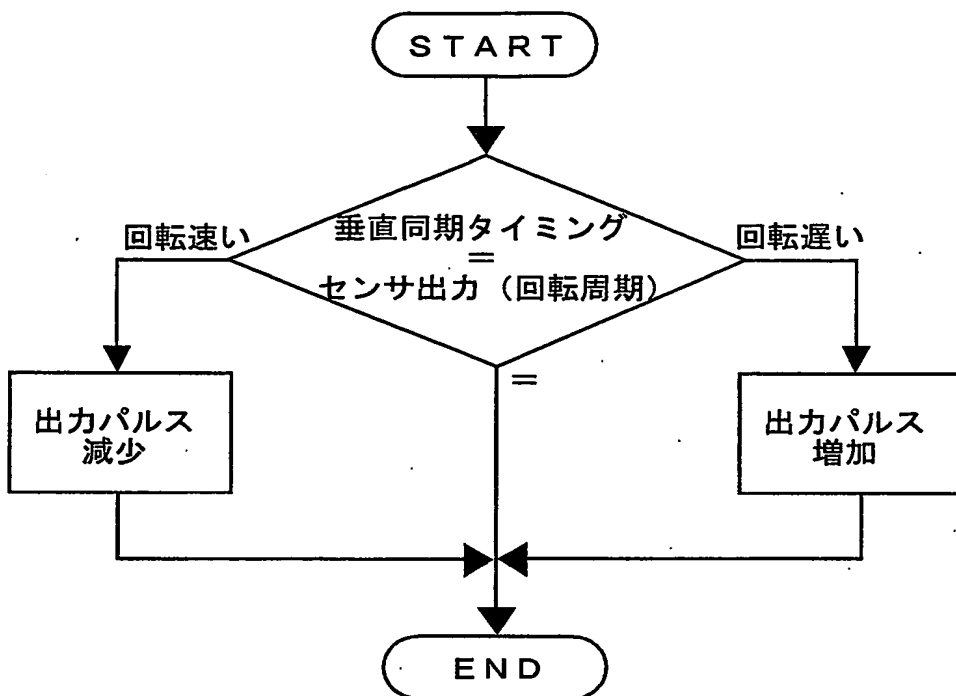 START
垂直同期タイミング
=
センサ出力（回転周期）
回転速い
回転遅い
=
出力パルス
減少
出力パルス
増加
END